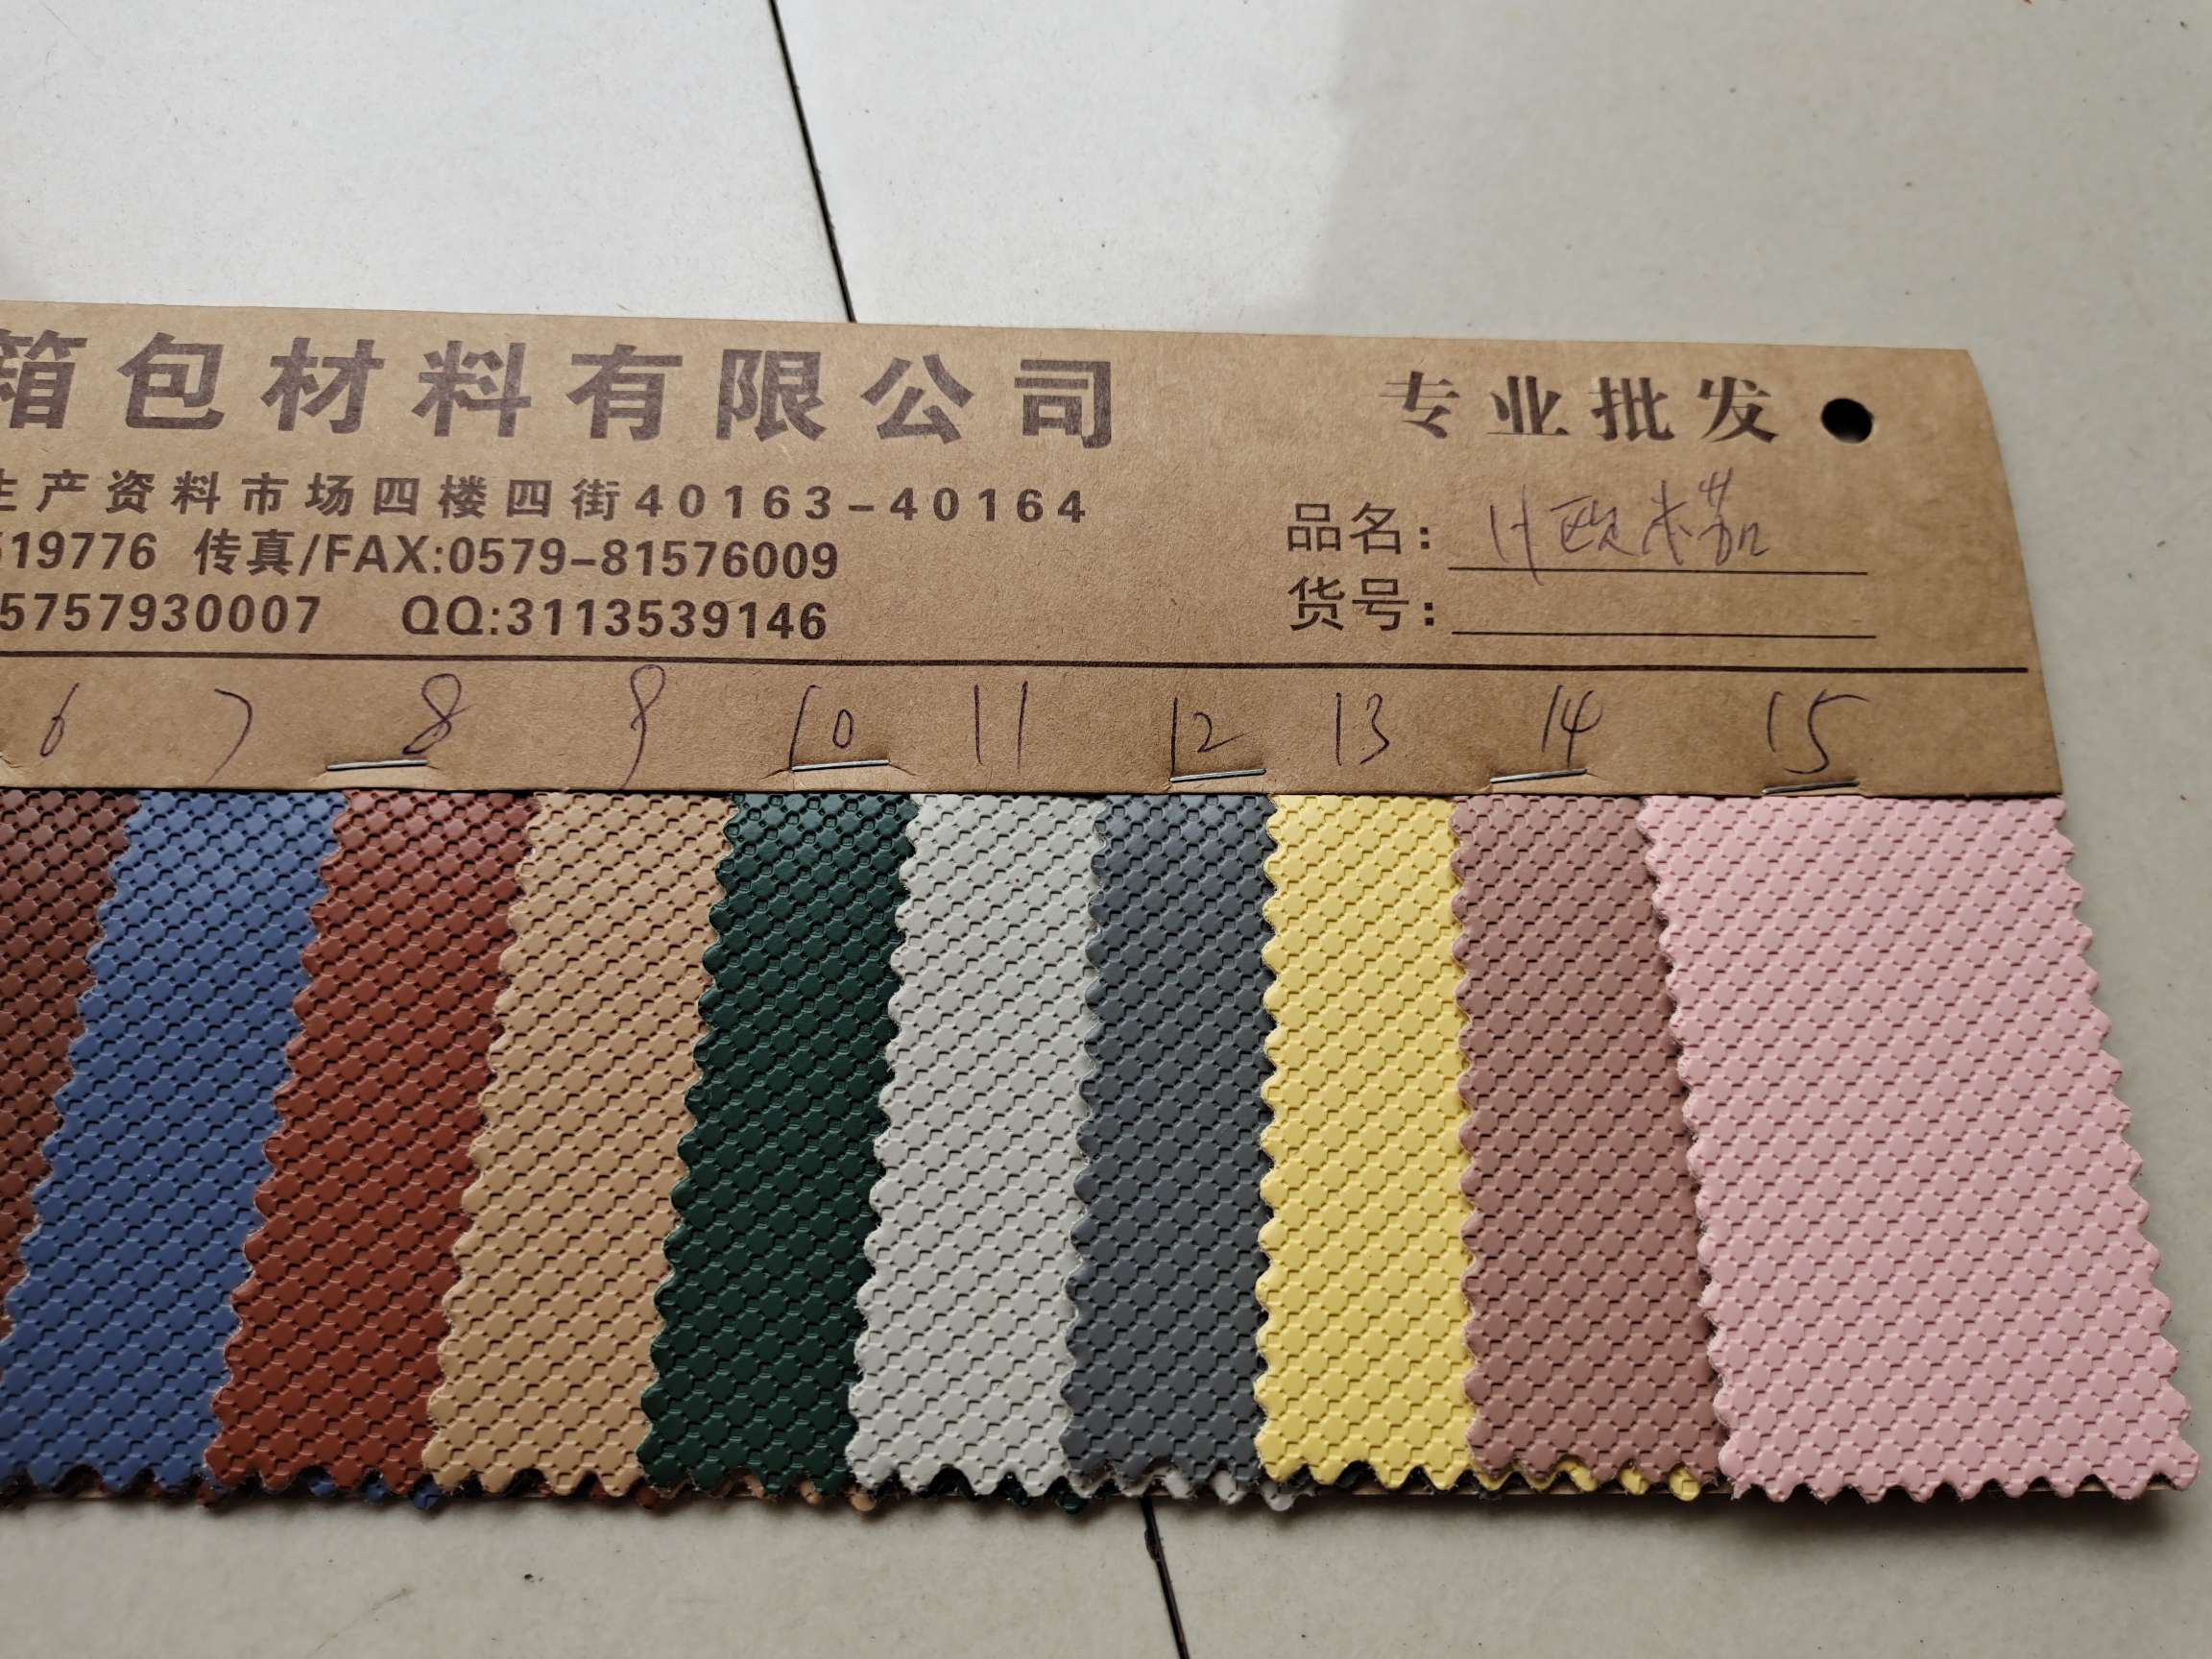 箱包材料有限公司
专业批发
生产资料市场四楼四街40163-40164
519776 传真/FAX:0579-81576009
5757930007 QQ:3113539146
品名:
货号:
6 7 8 9 10 11 12 13 14 15